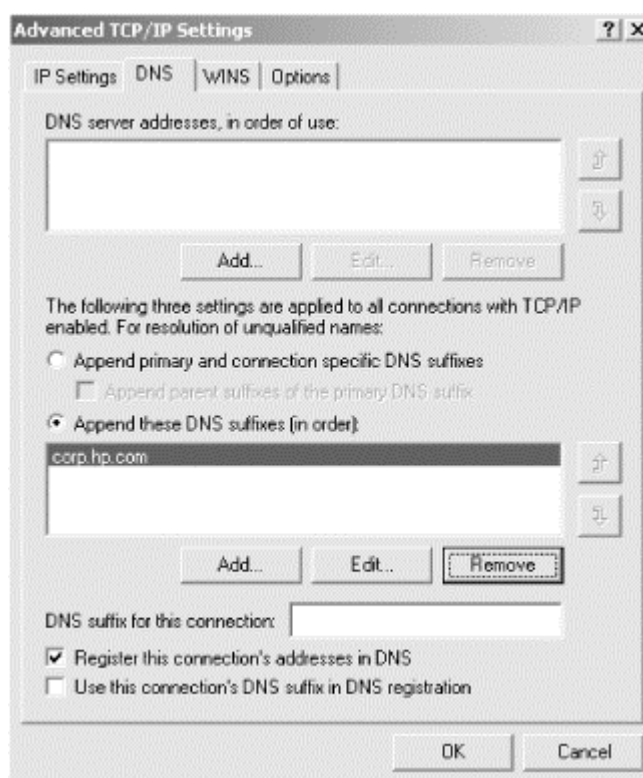 Advanced TCP/IP Settings
IP Settings DNS WINS Options
DNS server addresses, in order of use:
Add... Edit... Remove
The following three settings are applied to all connections with TCP/IP
enabled. For resolution of unqualified names:
Append primary and connection specific DNS suffixes
Append parent suffixes of the primary DNS suffix
Append these DNS suffixes (in order):
corp.hp.com
Add... Edit... Remove
DNS suffix for this connection:
Register this connection's addresses in DNS
Use this connection's DNS suffix in DNS registration
OK Cancel